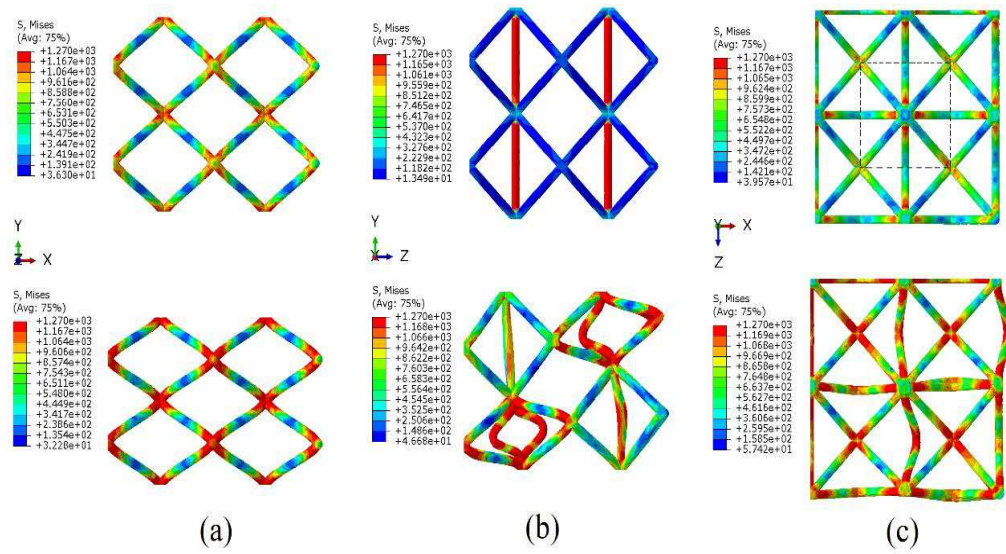 S, Mises
(Avg: 75%)
+1.270e+03
+1.167e+03
+1.064e+03
+9.616e+02
+8.588e+02
+7.560e+02
+6.531e+02
+5.503e+02
+4.475e+02
+3.447e+02
+2.419e+02
+1.391e+02
+3.630e+01
Y
Z
X
S, Mises
(Avg: 75%)
+1.270e+03
+1.167e+03
+1.064e+03
+9.606e+02
+8.574e+02
+7.543e+02
+6.511e+02
+5.480e+02
+4.449e+02
+3.417e+02
+2.386e+02
+1.354e+02
+3.228e+01
(a)
S, Mises
(Avg: 75%)
+1.270e+03
+1.165e+03
+1.061e+03
+9.559e+02
+8.512e+02
+7.465e+02
+6.417e+02
+5.370e+02
+4.323e+02
+3.276e+02
+2.229e+02
+1.182e+02
+1.349e+01
Y
X
Z
S, Mises
(Avg: 75%)
+1.270e+03
+1.168e+03
+1.066e+03
+9.642e+02
+8.622e+02
+7.603e+02
+6.583e+02
+5.564e+02
+4.545e+02
+3.525e+02
+2.506e+02
+1.486e+02
+4.668e+01
(b)
S, Mises
(Avg: 75%)
+1.270e+03
+1.167e+03
+1.065e+03
+9.624e+02
+8.599e+02
+7.573e+02
+6.548e+02
+5.522e+02
+4.497e+02
+3.472e+02
+2.446e+02
+1.421e+02
+3.957e+01
Y
X
Z
S, Mises
(Avg: 75%)
+1.270e+03
+1.169e+03
+1.068e+03
+9.669e+02
+8.658e+02
+7.648e+02
+6.637e+02
+5.627e+02
+4.616e+02
+3.606e+02
+2.595e+02
+1.585e+02
+5.742e+01
(c)